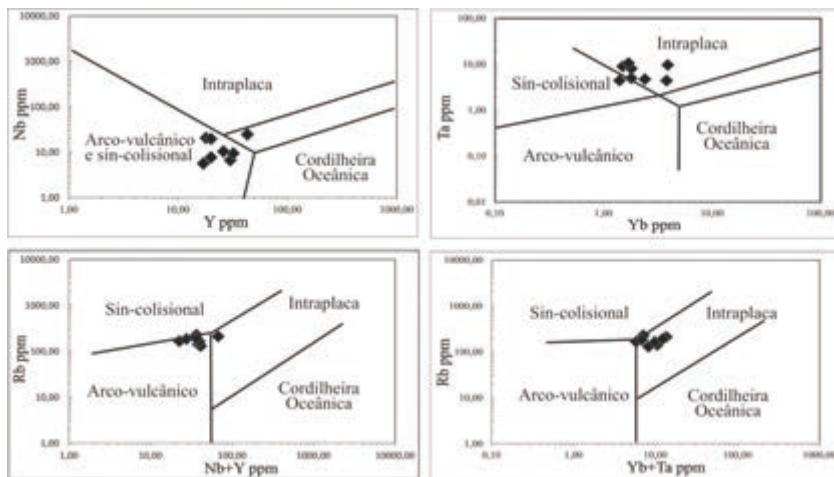 10000,00
1000,00
100,00
10,00
1,00
Nb ppm
Intraplaca
Arco-vulcânico
e sin-colisional
Cordilheira
Oceânica
1,00
10,00
100,00
1000,00
Y ppm
100,00
10,00
1,00
0,10
0,01
Ta ppm
Intraplaca
Sin-colisional
Arco-vulcânico
Cordilheira
Oceânica
0,10
1,00
10,00
100,00
Yb ppm
10000,00
1000,00
500,00
10,00
1,00
Rb ppm
Sin-colisional
Intraplaca
Arco-vulcânico
Cordilheira
Oceânica
1,00
10,00
100,00
1000,00
10000,00
Nb+Y ppm
10000,00
1000,00
100,00
10,00
1,00
Rb ppm
Sin-colisional
Intraplaca
Arco-vulcânico
Cordilheira
Oceânica
0,10
1,00
10,00
100,00
1000,00
Yb+Ta ppm